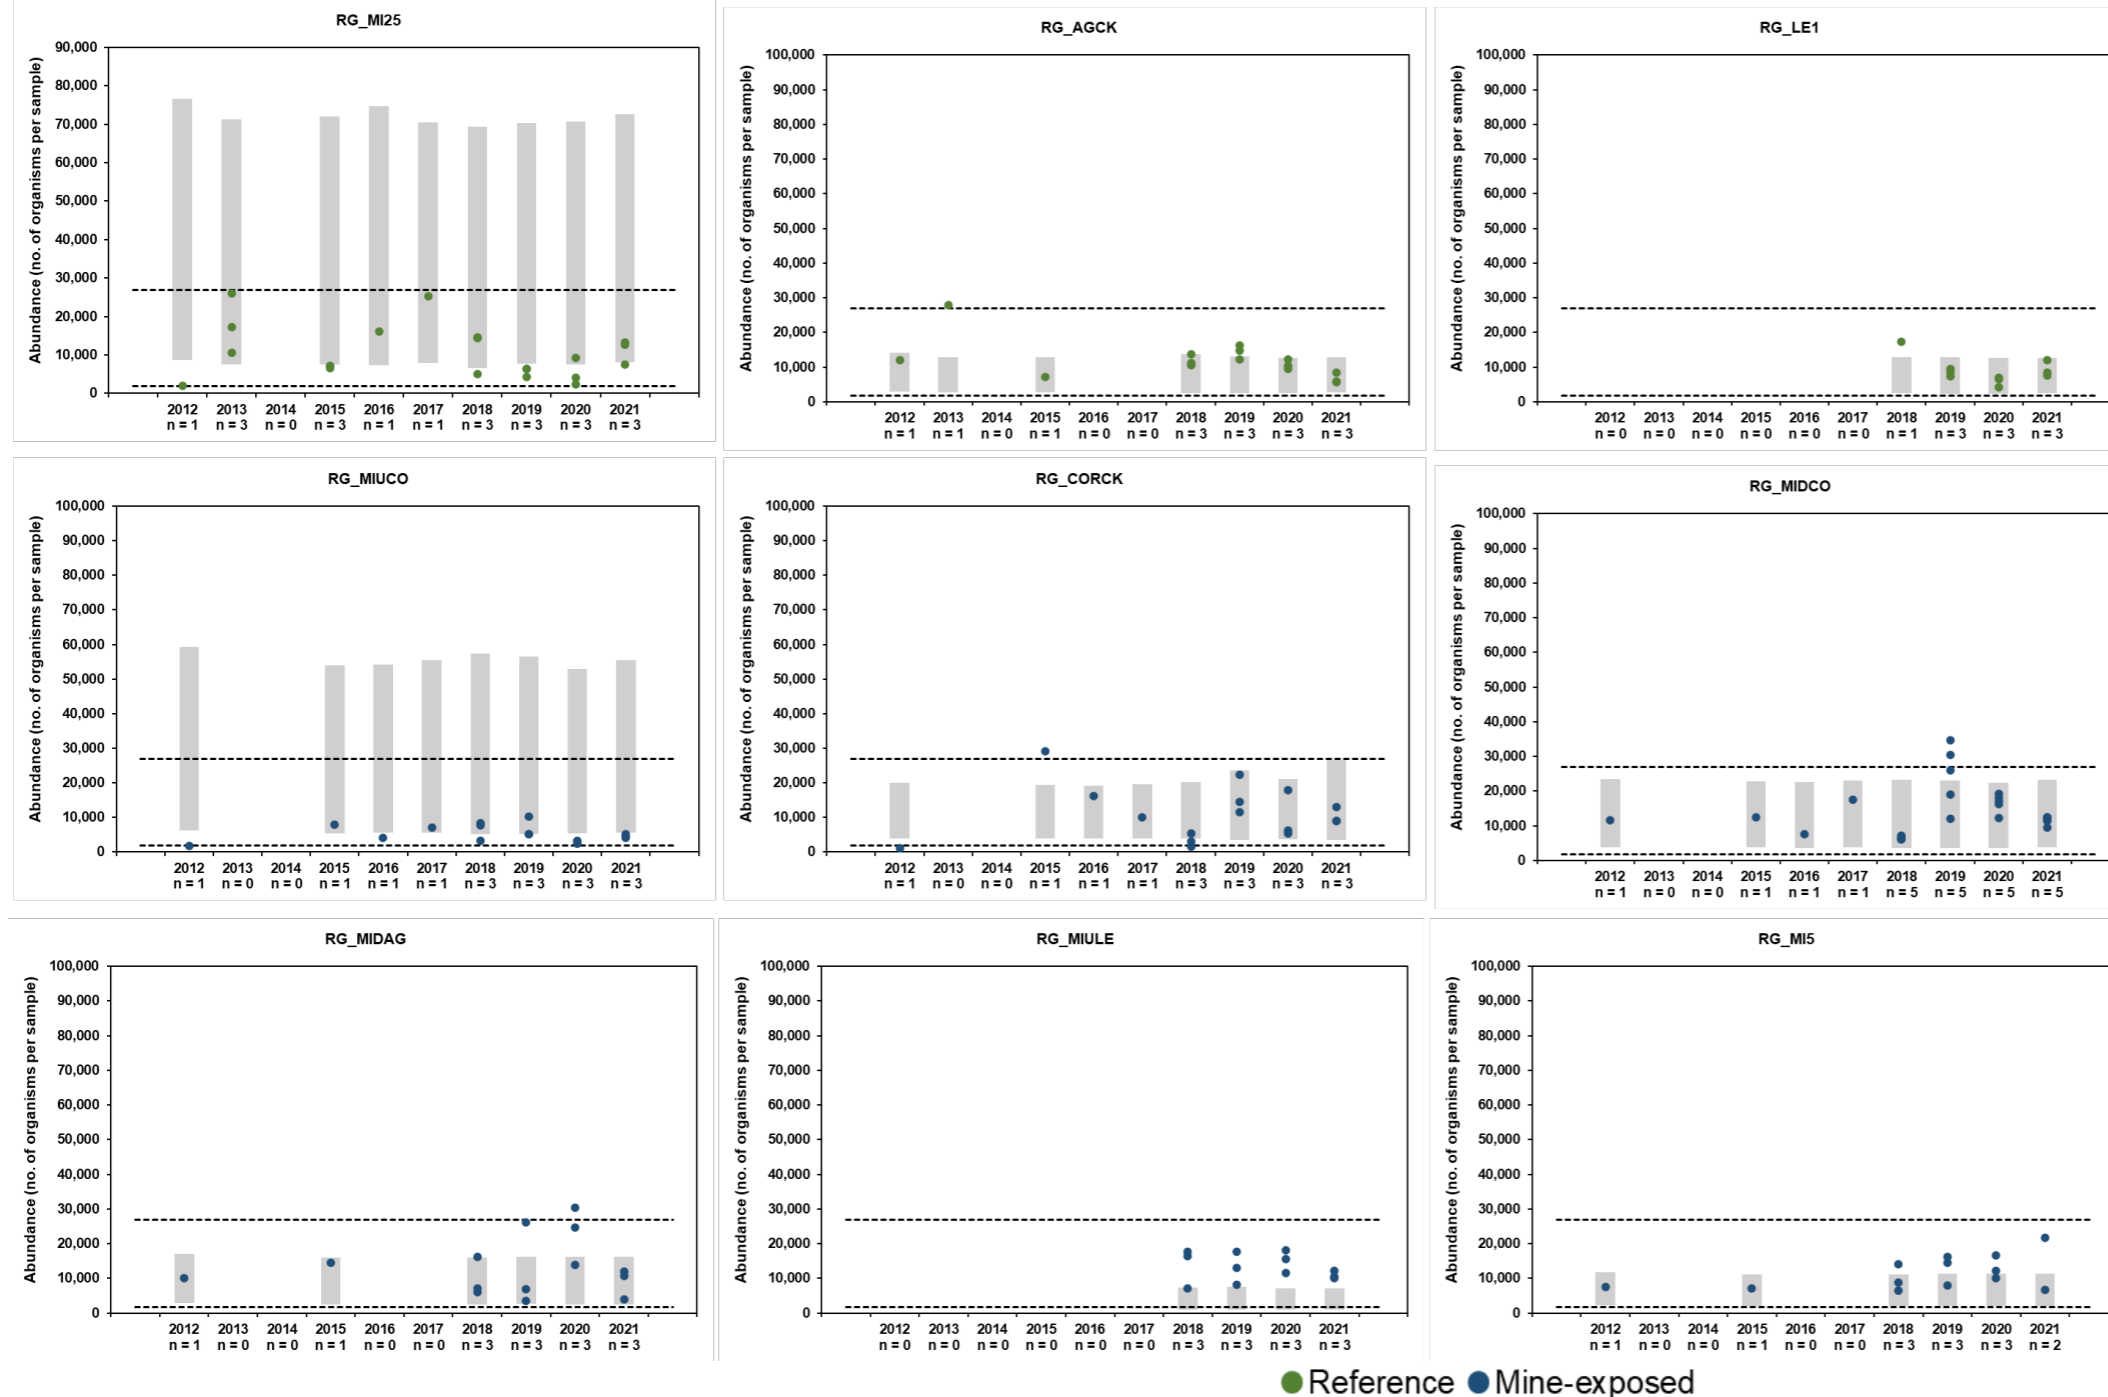 RG_MI25
Abundance (no. of organisms per sample)
90,000
80,000
70,000
60,000
50,000
40,000
30,000
20,000
10,000
0
2012 2013 2014 2015 2016 2017 2018 2019 2020 2021
n = 1 n = 3 n = 0 n = 3 n = 1 n = 1 n = 3 n = 3 n = 3 n = 3
RG_AGCK
Abundance (no. of organisms per sample)
100,000
90,000
80,000
70,000
60,000
50,000
40,000
30,000
20,000
10,000
0
2012 2013 2014 2015 2016 2017 2018 2019 2020 2021
n = 1 n = 1 n = 0 n = 1 n = 0 n = 0 n = 3 n = 3 n = 3 n = 3
RG_LE1
Abundance (no. of organisms per sample)
100,000
90,000
80,000
70,000
60,000
50,000
40,000
30,000
20,000
10,000
0
2012 2013 2014 2015 2016 2017 2018 2019 2020 2021
n = 0 n = 0 n = 0 n = 0 n = 0 n = 0 n = 1 n = 3 n = 3 n = 3
RG_MIUCO
Abundance (no. of organisms per sample)
100,000
90,000
80,000
70,000
60,000
50,000
40,000
30,000
20,000
10,000
0
2012 2013 2014 2015 2016 2017 2018 2019 2020 2021
n = 1 n = 0 n = 0 n = 1 n = 1 n = 1 n = 3 n = 3 n = 3 n = 3
RG_CORCK
Abundance (no. of organisms per sample)
100,000
90,000
80,000
70,000
60,000
50,000
40,000
30,000
20,000
10,000
0
2012 2013 2014 2015 2016 2017 2018 2019 2020 2021
n = 1 n = 0 n = 0 n = 1 n = 1 n = 1 n = 3 n = 3 n = 3 n = 3
RG_MIDCO
Abundance (no. of organisms per sample)
100,000
90,000
80,000
70,000
60,000
50,000
40,000
30,000
20,000
10,000
0
2012 2013 2014 2015 2016 2017 2018 2019 2020 2021
n = 1 n = 0 n = 0 n = 1 n = 1 n = 1 n = 5 n = 5 n = 5 n = 5
RG_MIDAG
Abundance (no. of organisms per sample)
100,000
90,000
80,000
70,000
60,000
50,000
40,000
30,000
20,000
10,000
0
2012 2013 2014 2015 2016 2017 2018 2019 2020 2021
n = 1 n = 0 n = 0 n = 1 n = 0 n = 0 n = 3 n = 3 n = 3 n = 3
RG_MIULE
Abundance (no. of organisms per sample)
100,000
90,000
80,000
70,000
60,000
50,000
40,000
30,000
20,000
10,000
0
2012 2013 2014 2015 2016 2017 2018 2019 2020 2021
n = 0 n = 0 n = 0 n = 0 n = 0 n = 0 n = 3 n = 3 n = 3 n = 3
RG_MI5
Abundance (no. of organisms per sample)
100,000
90,000
80,000
70,000
60,000
50,000
40,000
30,000
20,000
10,000
0
2012 2013 2014 2015 2016 2017 2018 2019 2020 2021
n = 1 n = 0 n = 0 n = 1 n = 0 n = 0 n = 3 n = 3 n = 3 n = 2
Reference Mine-exposed